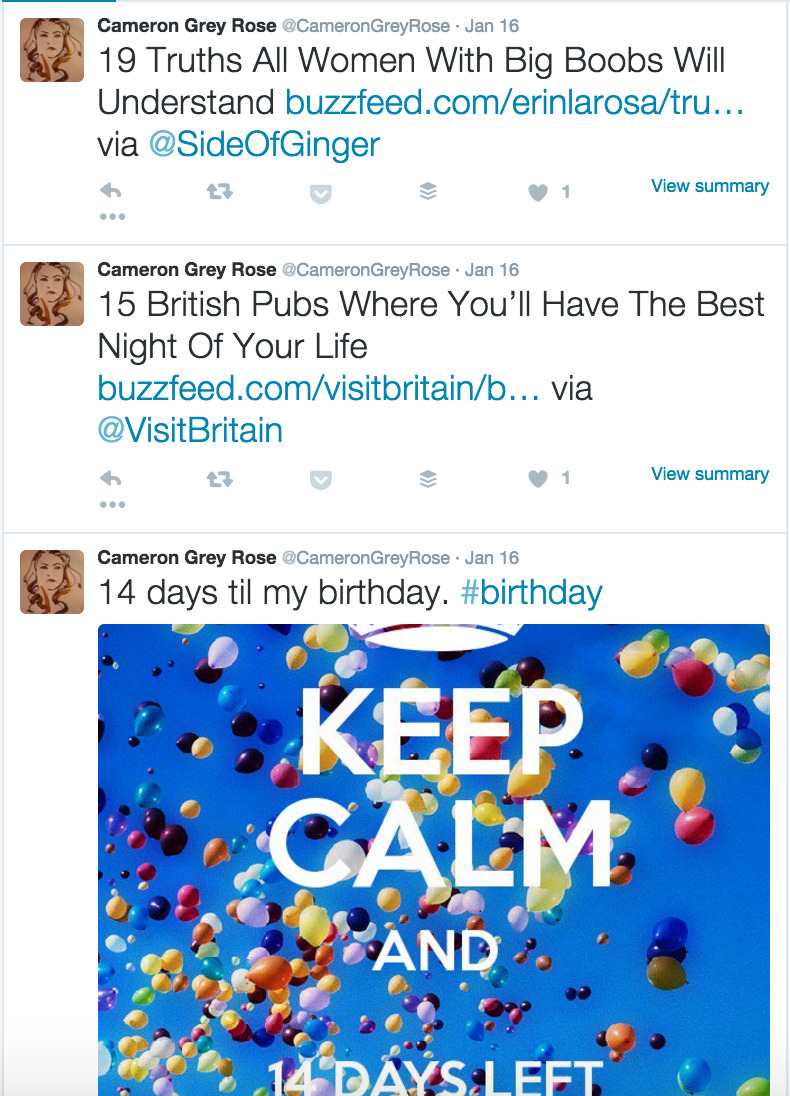 Cameron Grey Rose @CameronGreyRose · Jan 16
19 Truths All Women With Big Boobs Will
Understand buzzfeed.com/erinlarosa/tru…
via @SideOfGinger
1
View summary
Cameron Grey Rose @CameronGreyRose · Jan 16
15 British Pubs Where You’ll Have The Best
Night Of Your Life
buzzfeed.com/visitbritain/b… via
@VisitBritain
1
View summary
Cameron Grey Rose @CameronGreyRose · Jan 16
14 days til my birthday. #birthday
KEEP
CALM
AND
14 DAYS LEFT